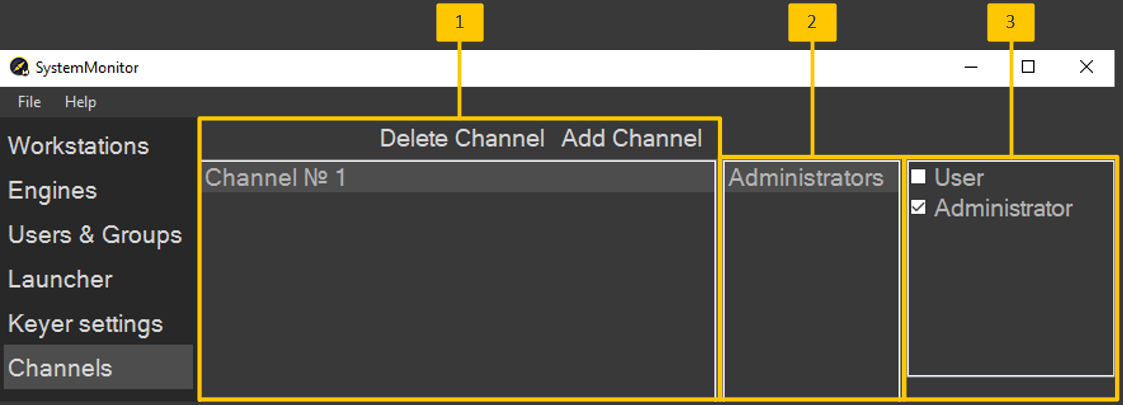 1 2 3
SystemMonitor
File Help
Workstations
Engines
Users & Groups
Launcher
Keyer settings
Channels
Delete Channel Add Channel
Channel № 1
Administrators
User
Administrator